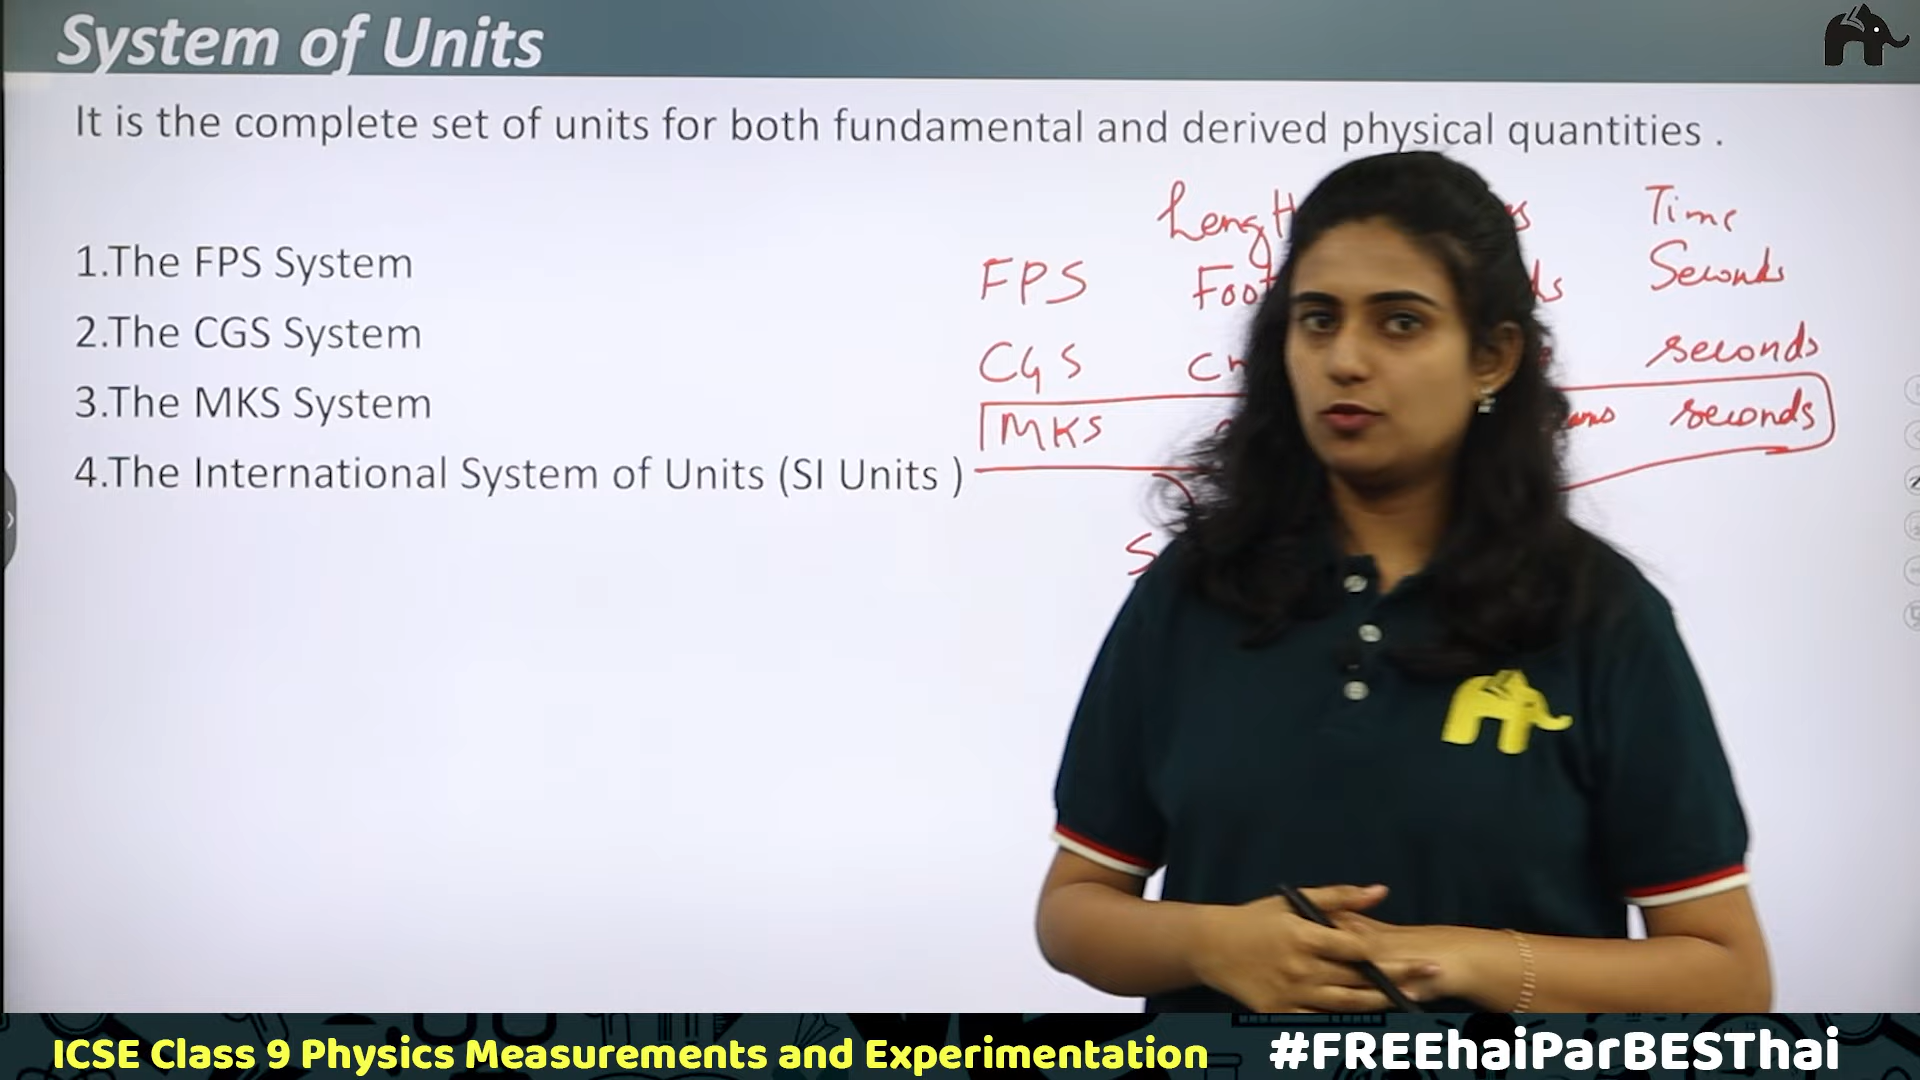 System of Units
It is the complete set of units for both fundamental and derived physical quantities .
Time
1.The FPS System
FPS Seconds
2.The CGS System
CGS seconds
3.The MKS System
MKS seconds
4.The International System of Units (SI Units )
ICSE Class 9 Physics Measurements and Experimentation
#FREEhaiParBESThai